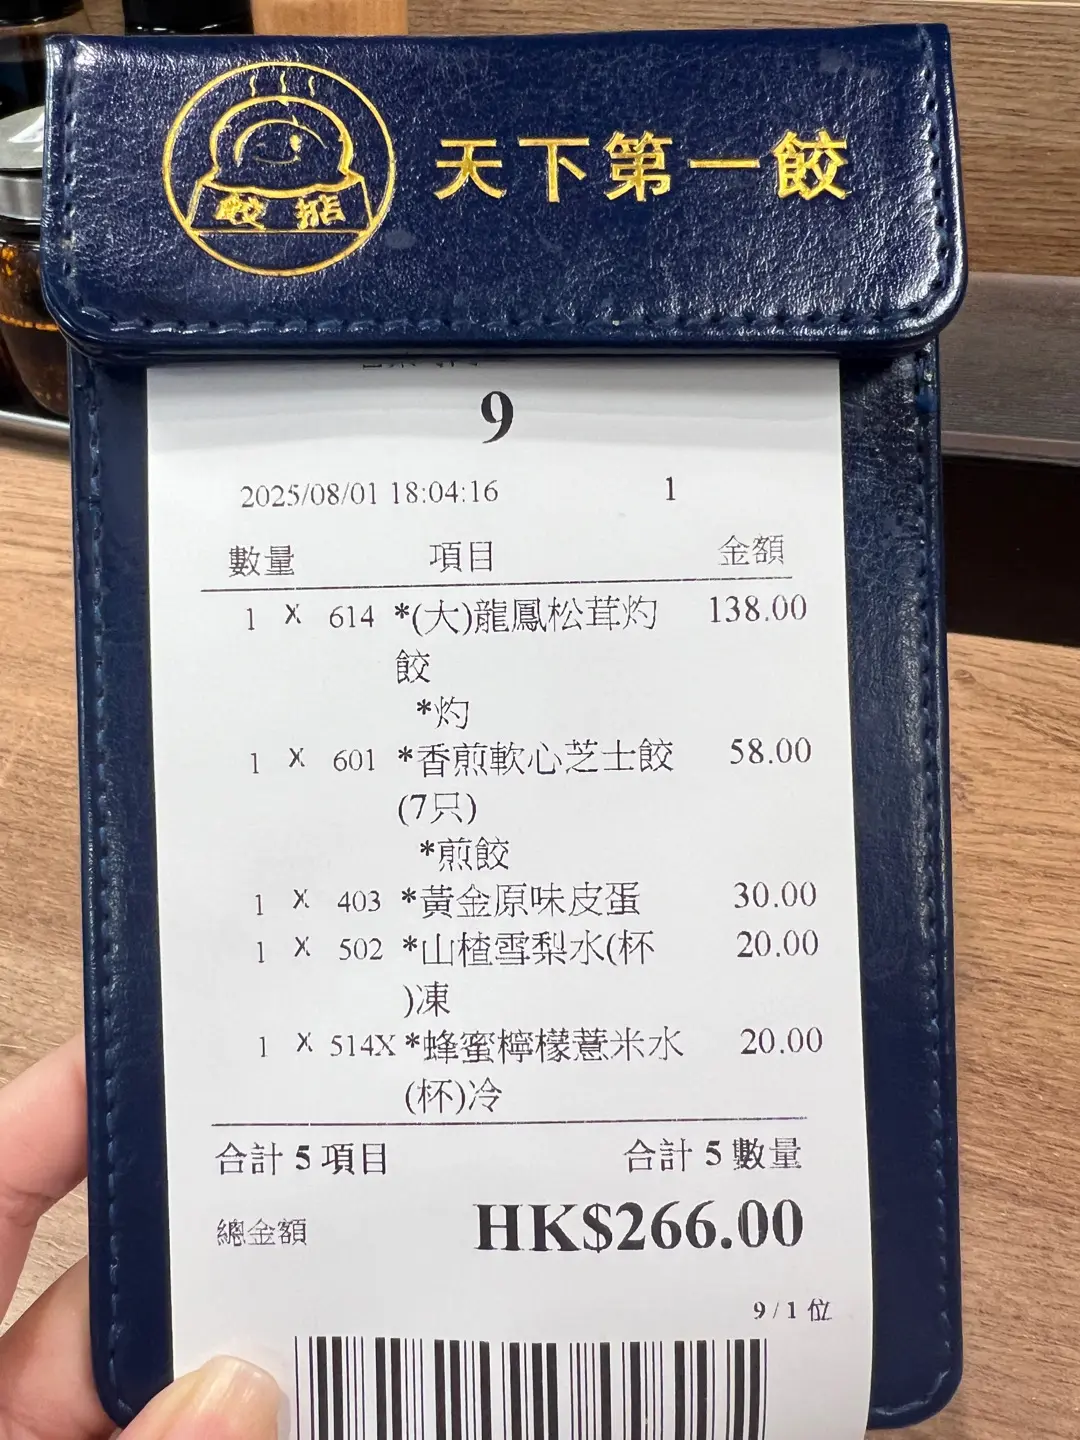 天下第一餃
餃掂
9
2025/08/01 18:04:16 1
數量 項目 金額
1 X 614 *(大)龍鳳松茸灼 138.00
餃
*灼
1 X 601 *香煎軟心芝士餃 58.00
(7只)
*煎餃
1 X 403 *黃金原味皮蛋 30.00
1 X 502 *山楂雪梨水(杯 20.00
)凍
1 X 514X *蜂蜜檸檬薏米水 20.00
(杯)冷
合計 5 項目 合計 5 數量
總金額 HK$266.00
9 / 1 位